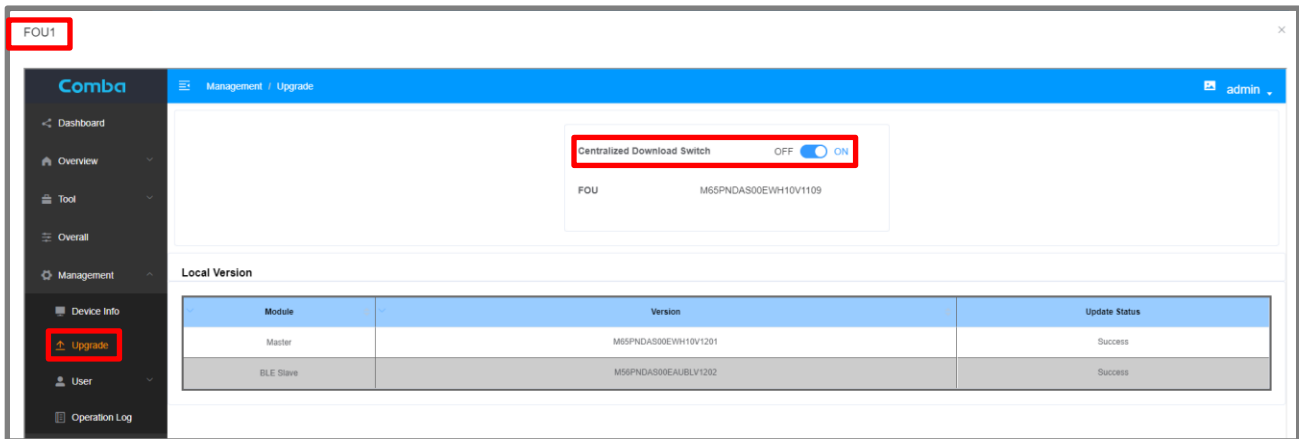 FOU1
×
Comba
Management / Upgrade
admin
Dashboard
Overview
Tool
Overall
Management
Device Info
Upgrade
User
Operation Log
Centralized Download Switch OFF ON
FOU M65PNDAS00EWH10V1109
Local Version
Module Version Update Status
Master M65PNDAS00EWH10V1201 Success
BLE Slave M56PNDAS00EAUBLV1202 Success